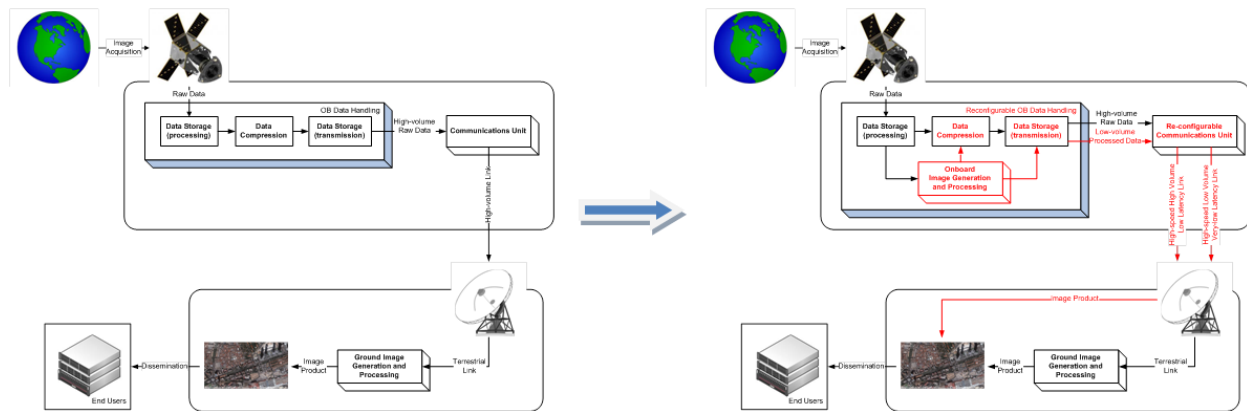 Image
Acquisition
Raw Data
OB Data Handling
Data Storage
(processing)
Data
Compression
Data Storage
(transmission)
High-volume
Raw Data
Communications Unit
High-volume Link
Terrestrial
Link
Ground Image
Generation and
Processing
Image
Product
Dissemination
End Users
Image
Acquisition
Raw Data
Reconfigurable OB Data Handling
Data Storage
(processing)
Data
Compression
Data Storage
(transmission)
Onboard
Image Generation
and Processing
High-volume
Raw Data
Low-volume
Processed Data
Re-configurable
Communications Unit
High-speed High Volume
Low Latency Link
High-speed Low Volume
Very-low Latency Link
Image Product
Terrestrial
Link
Ground Image
Generation and
Processing
Image
Product
Dissemination
End Users